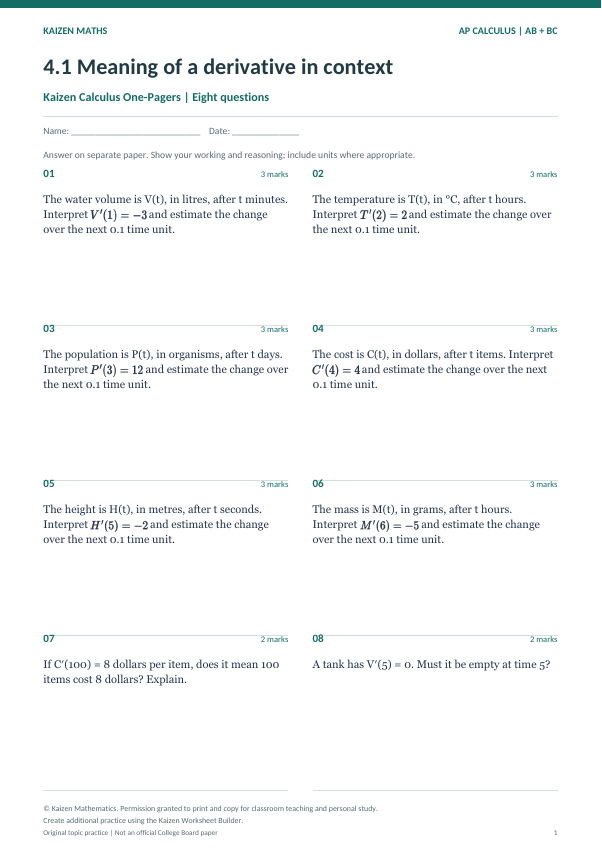 KAIZEN MATHS
AP CALCULUS | AB + BC
4.1 Meaning of a derivative in context
Kaizen Calculus One-Pagers | Eight questions
Name: ____________________________ Date: ______________
Answer on separate paper. Show your working and reasoning; include units where appropriate.
01 3 marks
The water volume is V(t), in litres, after t minutes.
Interpret V′(1) = −3 and estimate the change
over the next 0.1 time unit.
02 3 marks
The temperature is T(t), in °C, after t hours.
Interpret T′(2) = 2 and estimate the change over
the next 0.1 time unit.
03 3 marks
The population is P(t), in organisms, after t days.
Interpret P′(3) = 12 and estimate the change over
the next 0.1 time unit.
04 3 marks
The cost is C(t), in dollars, after t items. Interpret
C′(4) = 4 and estimate the change over the next
0.1 time unit.
05 3 marks
The height is H(t), in metres, after t seconds.
Interpret H′(5) = −2 and estimate the change
over the next 0.1 time unit.
06 3 marks
The mass is M(t), in grams, after t hours.
Interpret M′(6) = −5 and estimate the change
over the next 0.1 time unit.
07 2 marks
If C′(100) = 8 dollars per item, does it mean 100
items cost 8 dollars? Explain.
08 2 marks
A tank has V′(5) = 0. Must it be empty at time 5?
© Kaizen Mathematics. Permission granted to print and copy for classroom teaching and personal study.
Create additional practice using the Kaizen Worksheet Builder.
Original topic practice | Not an official College Board paper
1